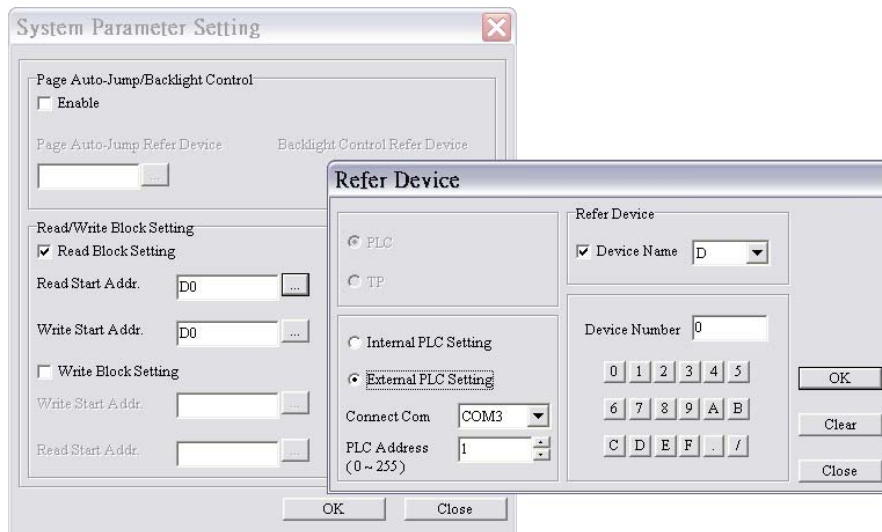 System Parameter Setting
Page Auto-Jump/Backlight Control
Enable
Page Auto-Jump Refer Device
Backlight Control Refer Device
...
Read/Write Block Setting
Read Block Setting
Read Start Addr.
D0
...
Write Start Addr.
D0
...
Write Block Setting
Write Start Addr.
...
Read Start Addr.
...
OK
Close
Refer Device
PLC
TP
Internal PLC Setting
External PLC Setting
Connect Com
COM3
PLC Address
(0 ~ 255)
1
Refer Device
Device Name
D
Device Number
0
0 1 2 3 4 5
6 7 8 9 A B
C D E F . /
OK
Clear
Close